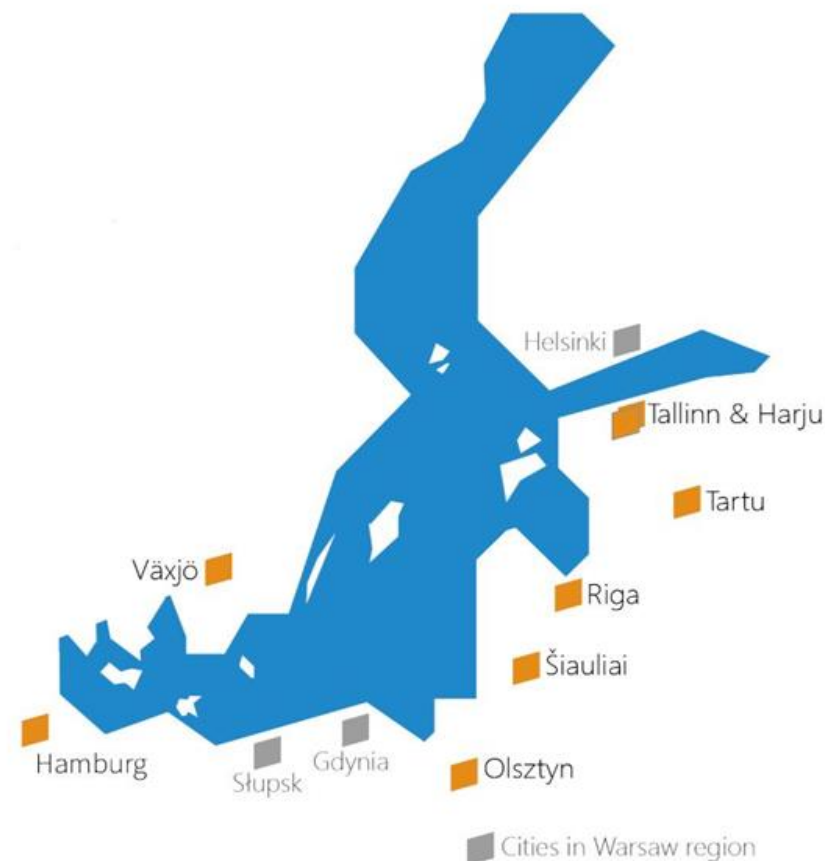 Helsinki
Tallinn & Harju
Tartu
Växjö
Riga
Šiauliai
Hamburg
Słupsk
Gdynia
Olsztyn
Cities in Warsaw region